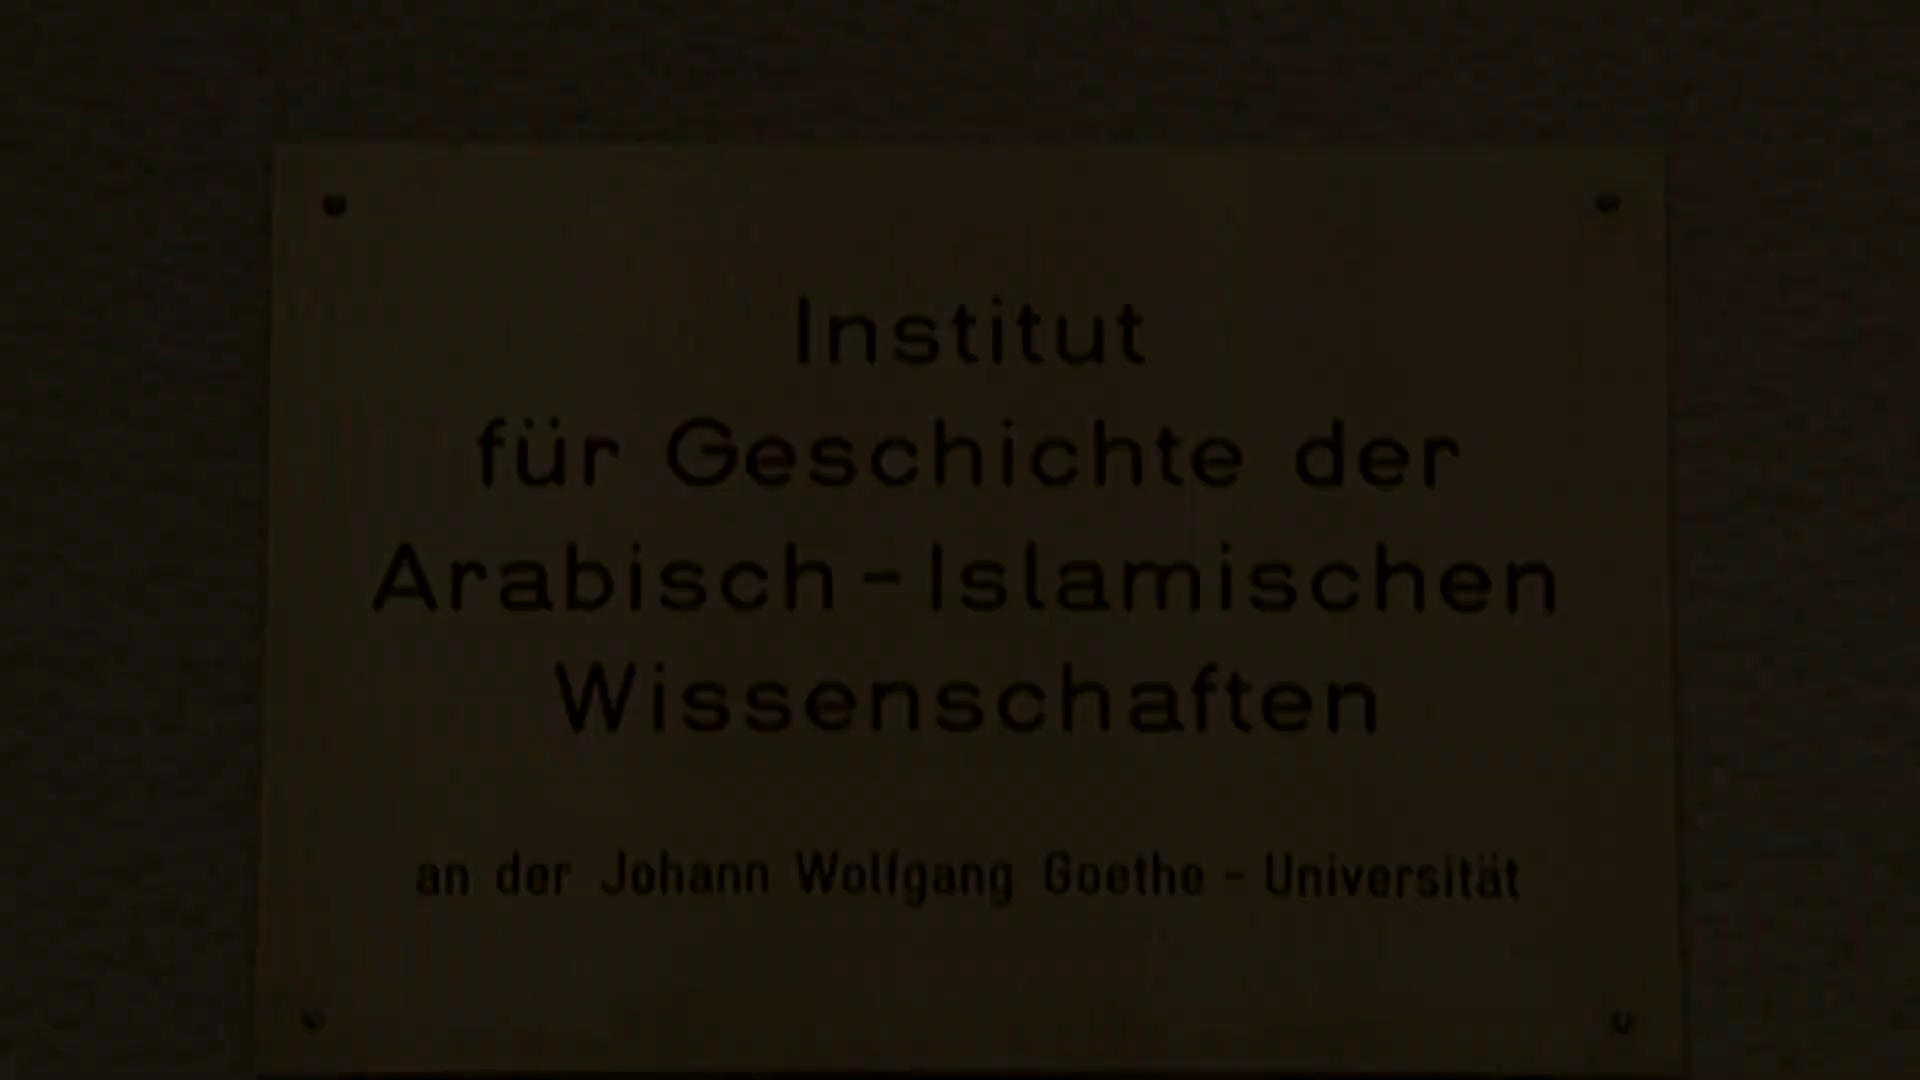 Institut
für Geschichte der
Arabisch-Islamischen
Wissenschaften
an der Johann Wolfgang Goethe - Universität